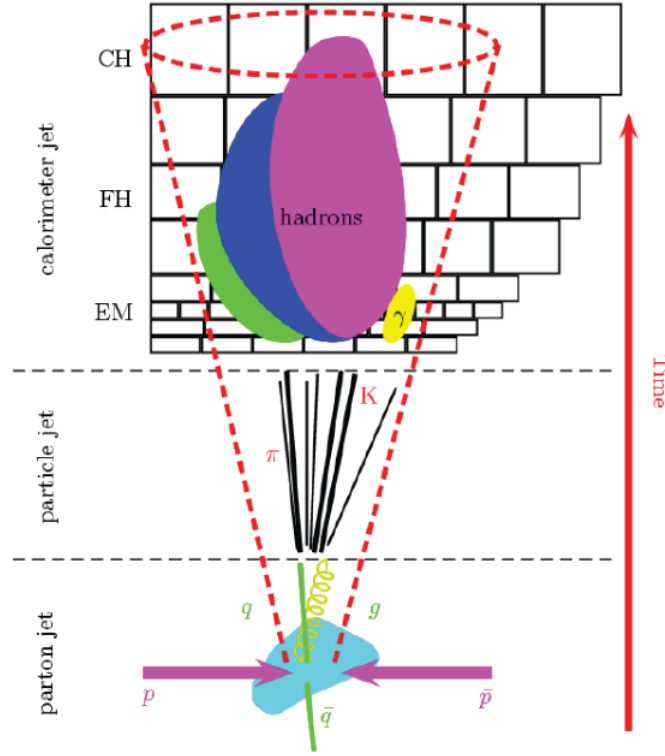 CH
calorimeter jet
FH
hadrons
EM
γ
Time
K
π
particle jet
q
g
parton jet
p
p̄
q̄